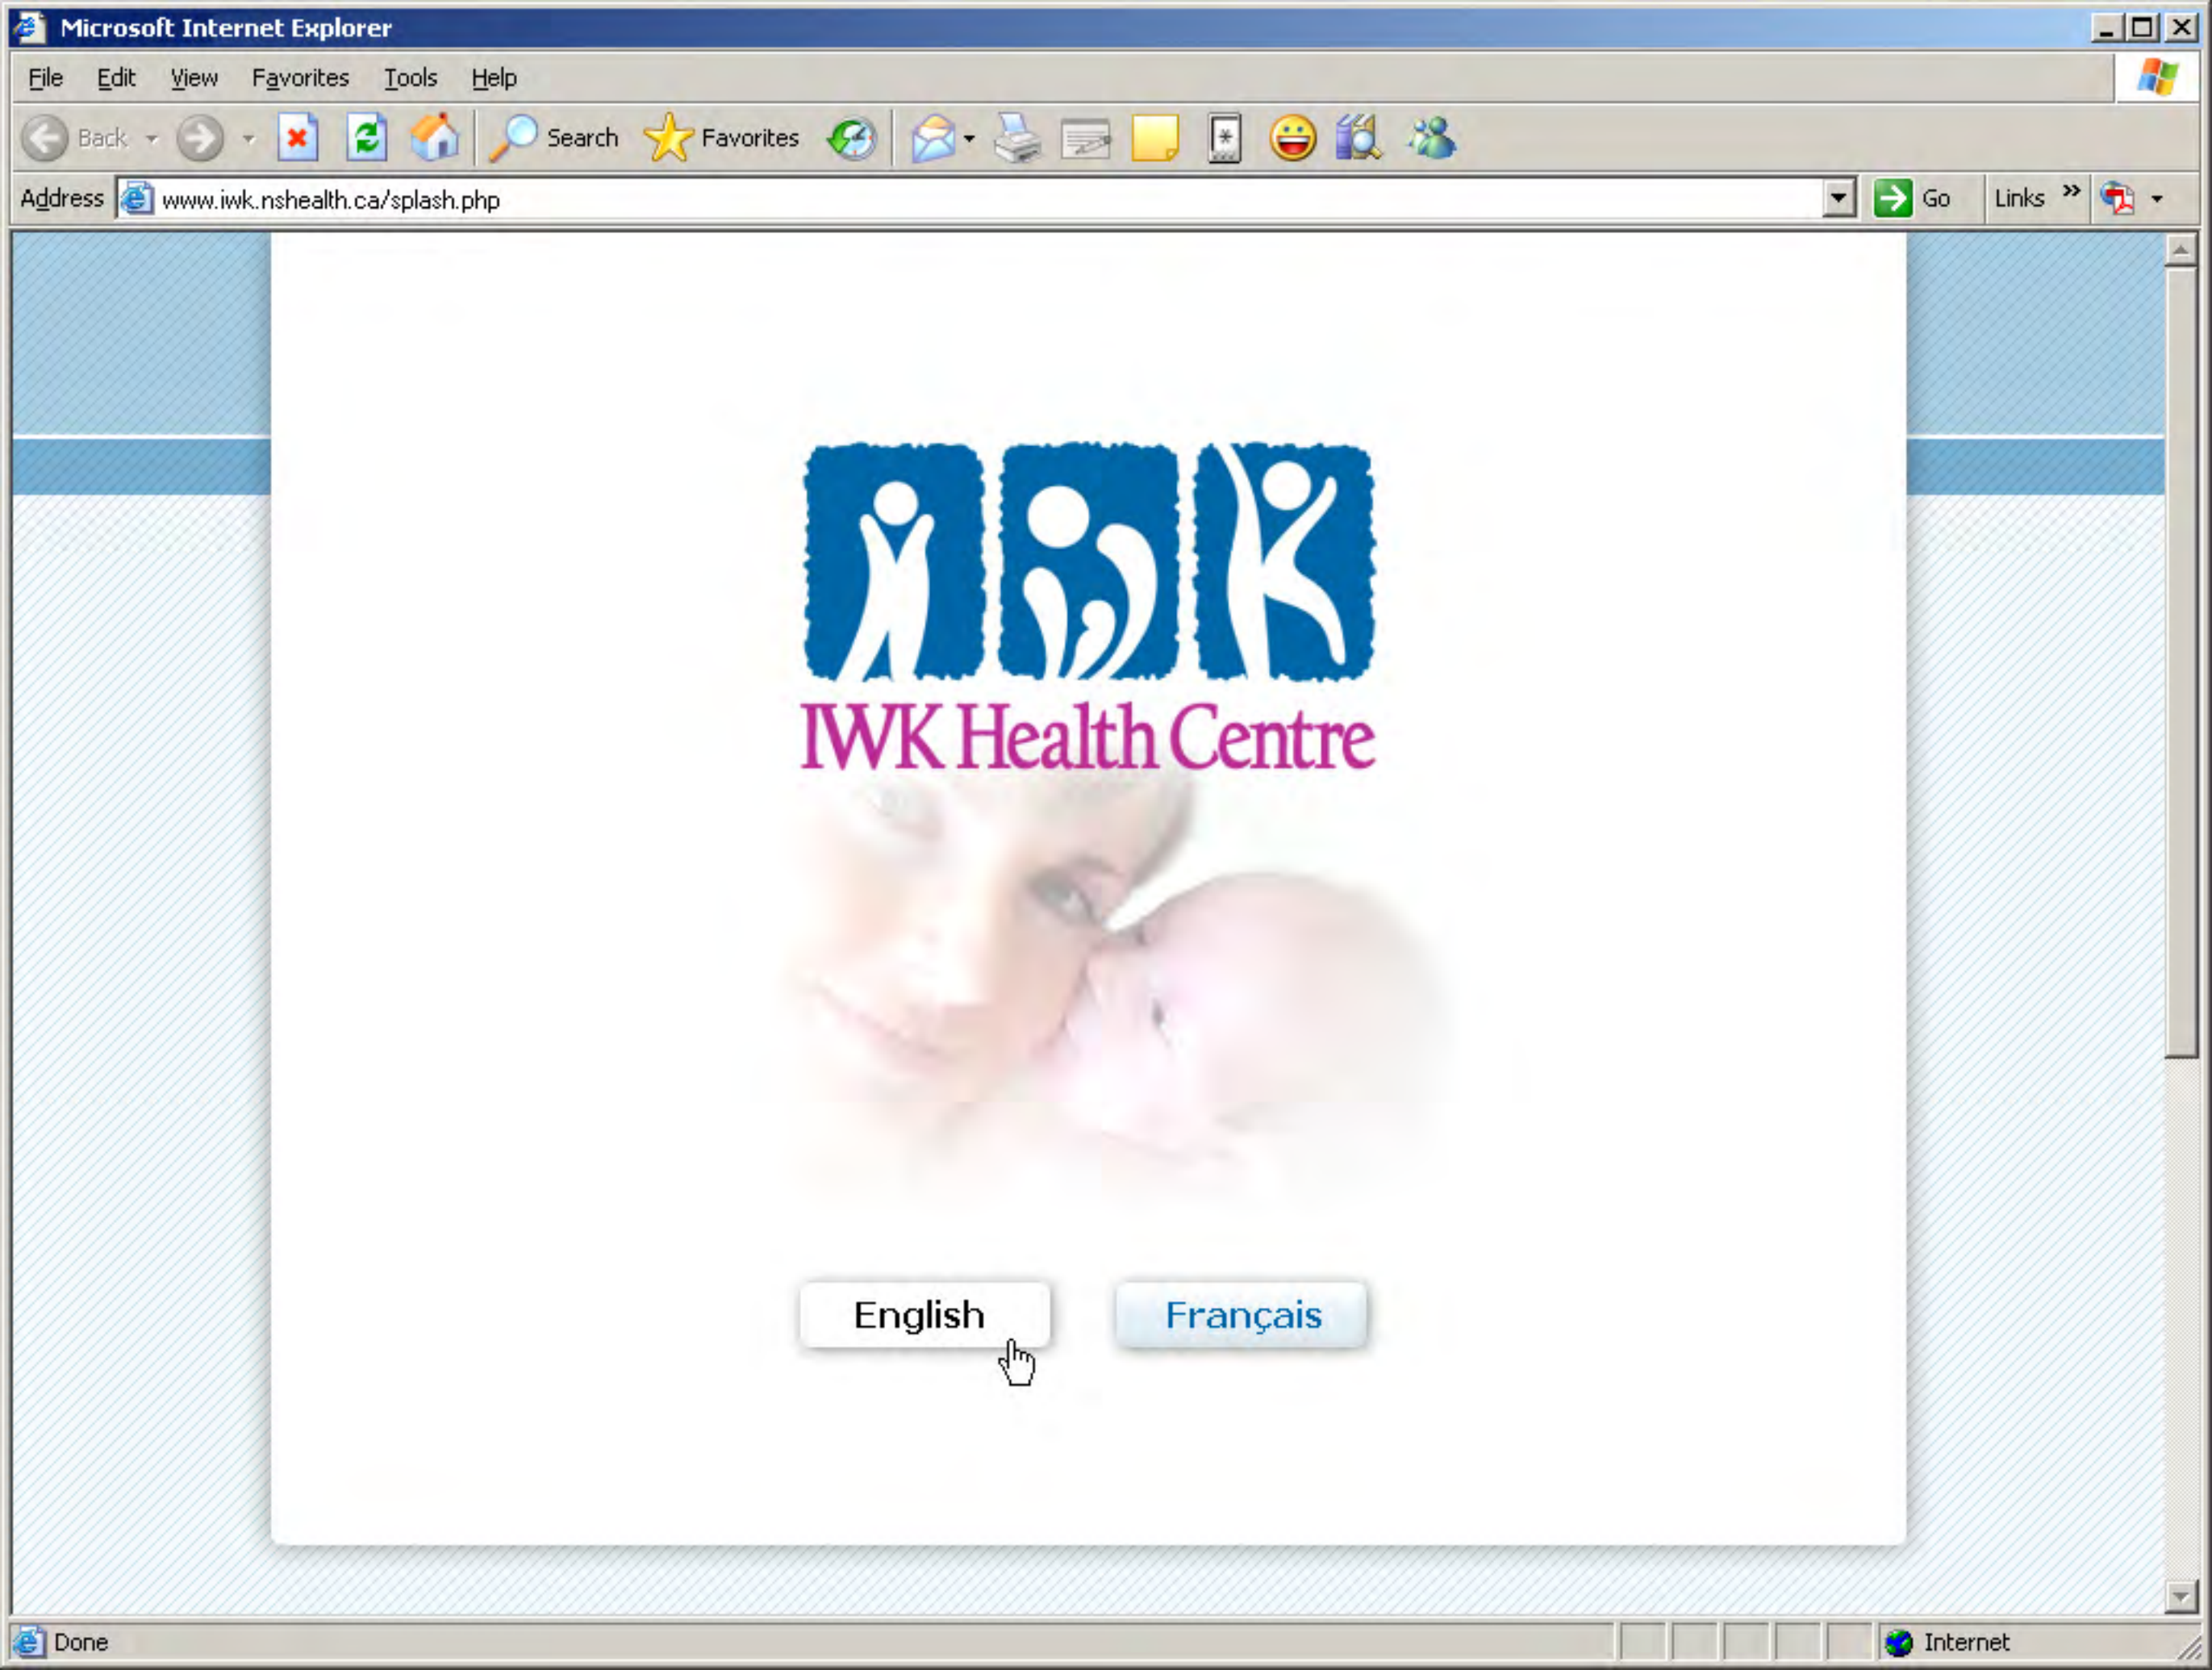 Microsoft Internet Explorer
File Edit View Favorites Tools Help
Back Search Favorites
Address www.iwk.nshealth.ca/splash.php Go Links »
IWK
IWK Health Centre
English Français
Done Internet